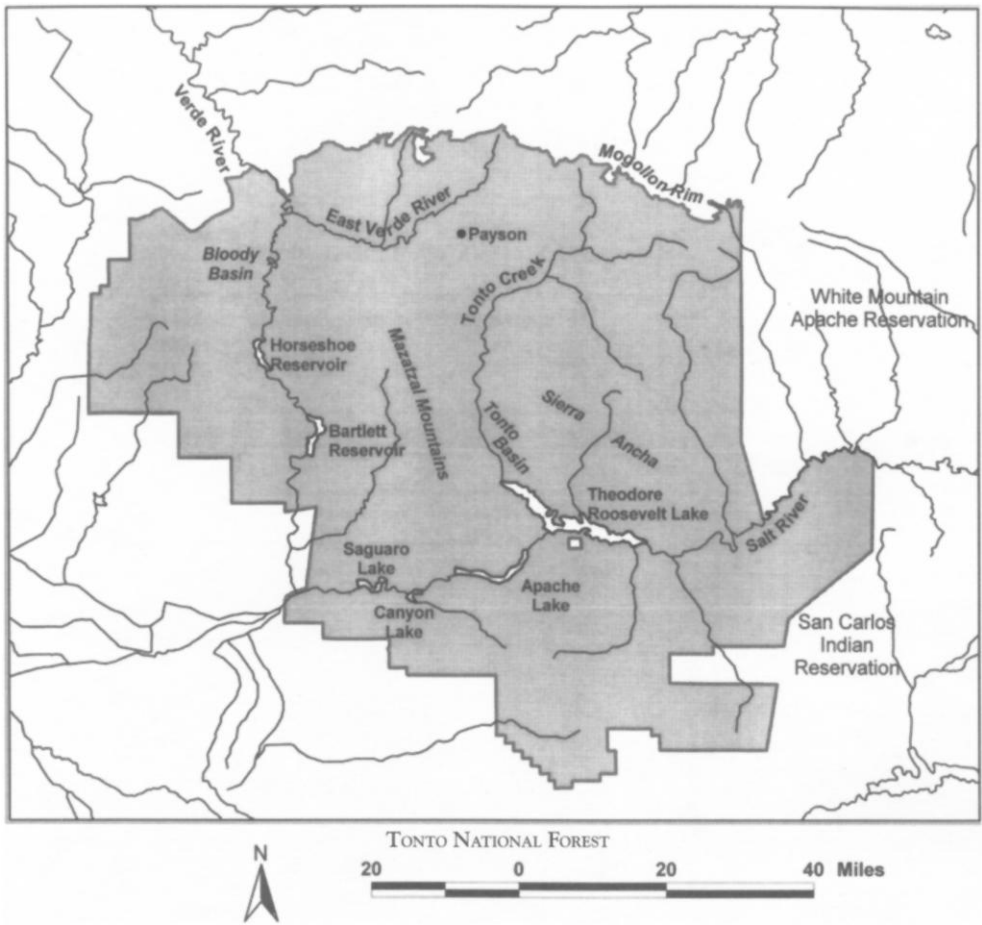 Verde River
Mogollon Rim
East Verde River
Payson
Bloody
Basin
Tonto Creek
White Mountain
Apache Reservation
Horseshoe
Reservoir
Mazatzal Mountains
Sierra
Ancha
Tonto
Basin
Bartlett
Reservoir
Theodore
Roosevelt Lake
Salt River
Saguaro
Lake
Apache
Lake
Canyon
Lake
San Carlos
Indian
Reservation
TONTO NATIONAL FOREST
N
20 0 20 40 Miles